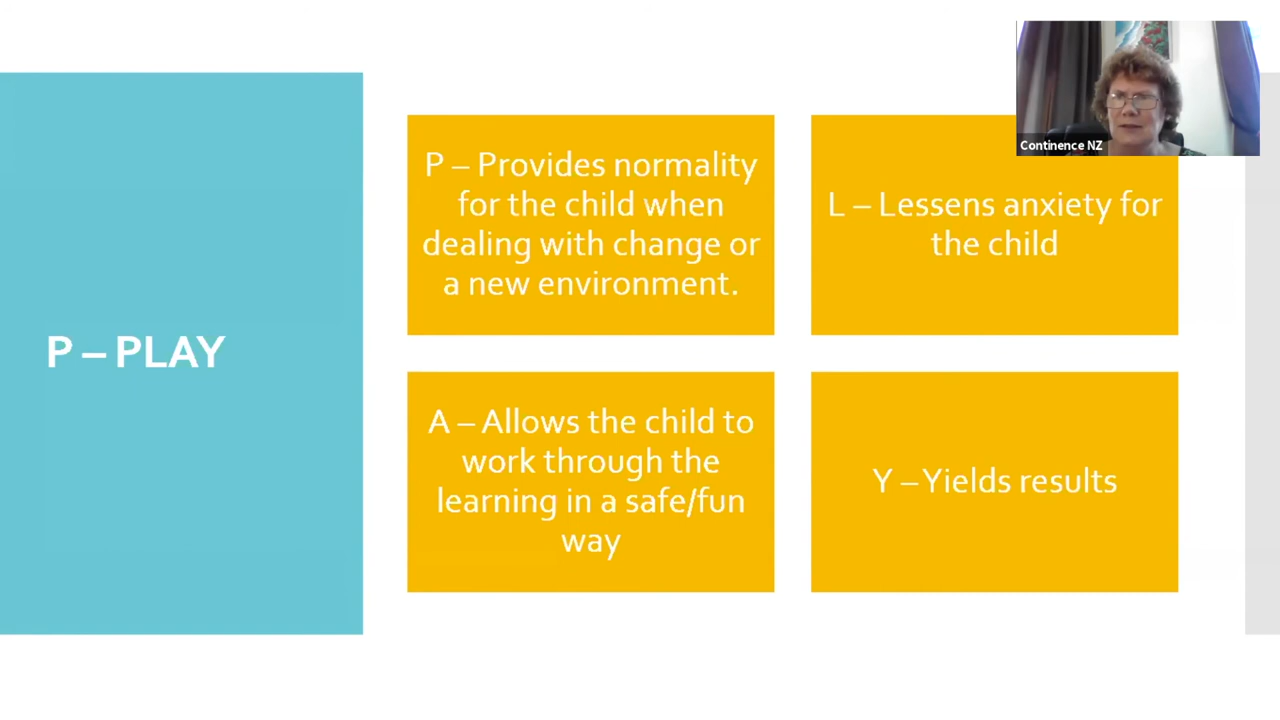 P – PLAY
P – Provides normality
for the child when
dealing with change or
a new environment.
L – Lessens anxiety for
the child
A – Allows the child to
work through the
learning in a safe/fun
way
Y – Yields results
Continence NZ